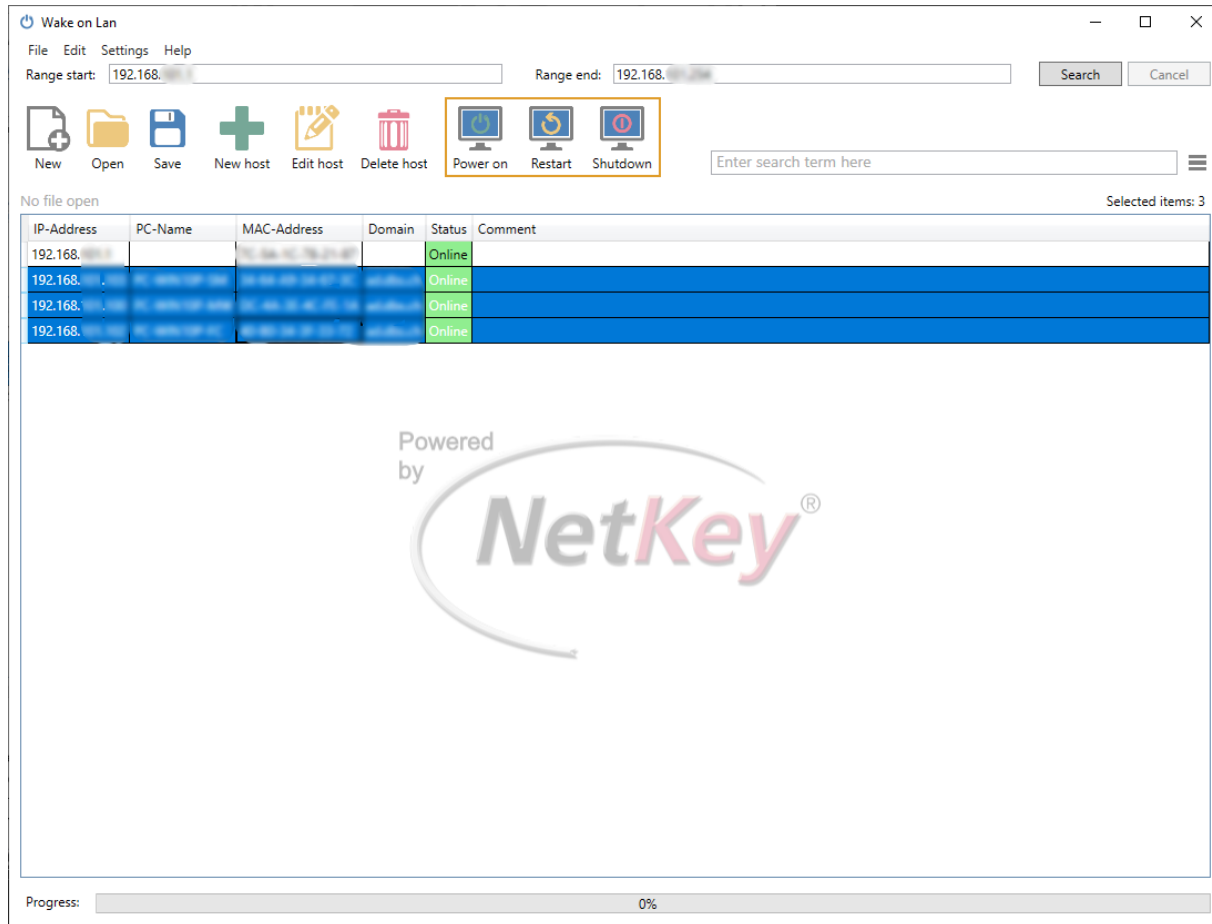 Wake on Lan
File Edit Settings Help
Range start: 192.168. Range end: 192.168. Search Cancel
New Open Save New host Edit host Delete host Power on Restart Shutdown Enter search term here
No file open Selected items: 3
IP-Address PC-Name MAC-Address Domain Status Comment
192.168. Online
192.168. Online
192.168. Online
192.168. Online
Powered
by
NetKey®
Progress: 0%